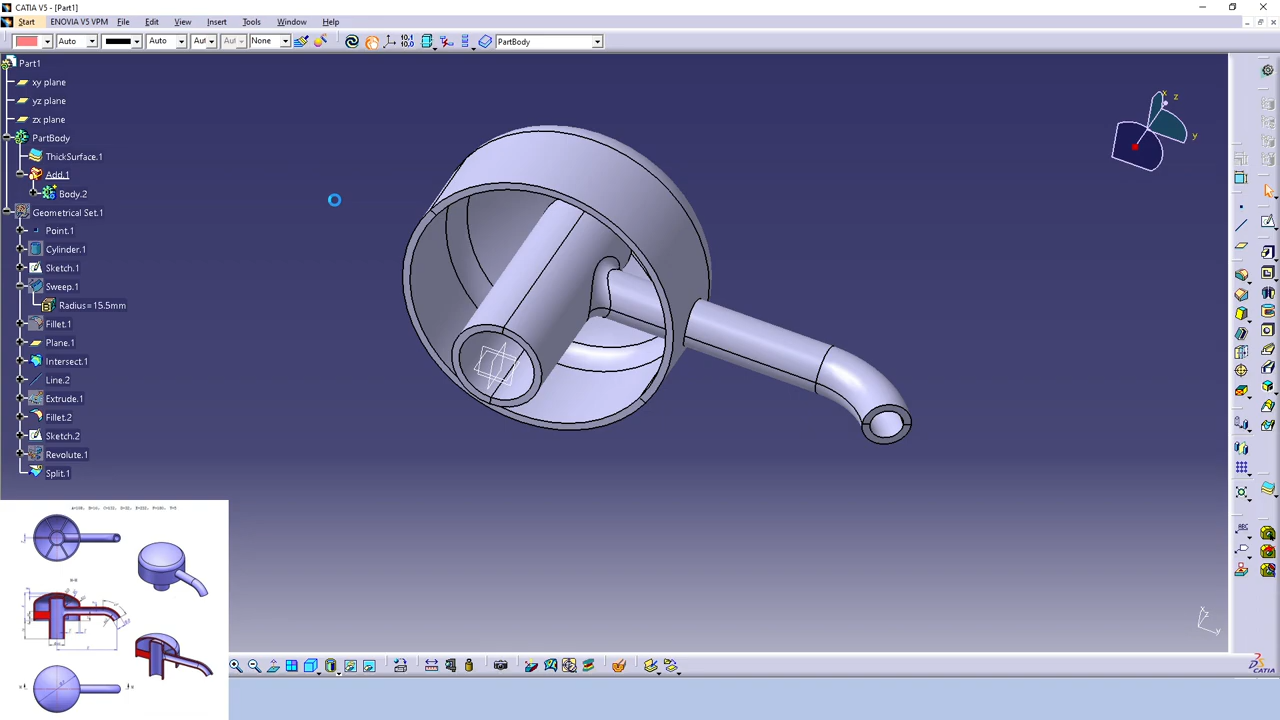 CATIA V5 - [Part1]
Start ENOVIA V5 VPM File Edit View Insert Tools Window Help
Auto Auto Aut Aut None PartBody
Part1
xy plane
yz plane
zx plane
PartBody
ThickSurface.1
Add.1
Body.2
Geometrical Set.1
Point.1
Cylinder.1
Sketch.1
Sweep.1
Radius=15.5mm
Fillet.1
Plane.1
Intersect.1
Line.2
Extrude.1
Fillet.2
Sketch.2
Revolute.1
Split.1
x z
y
x z
y
CATIA